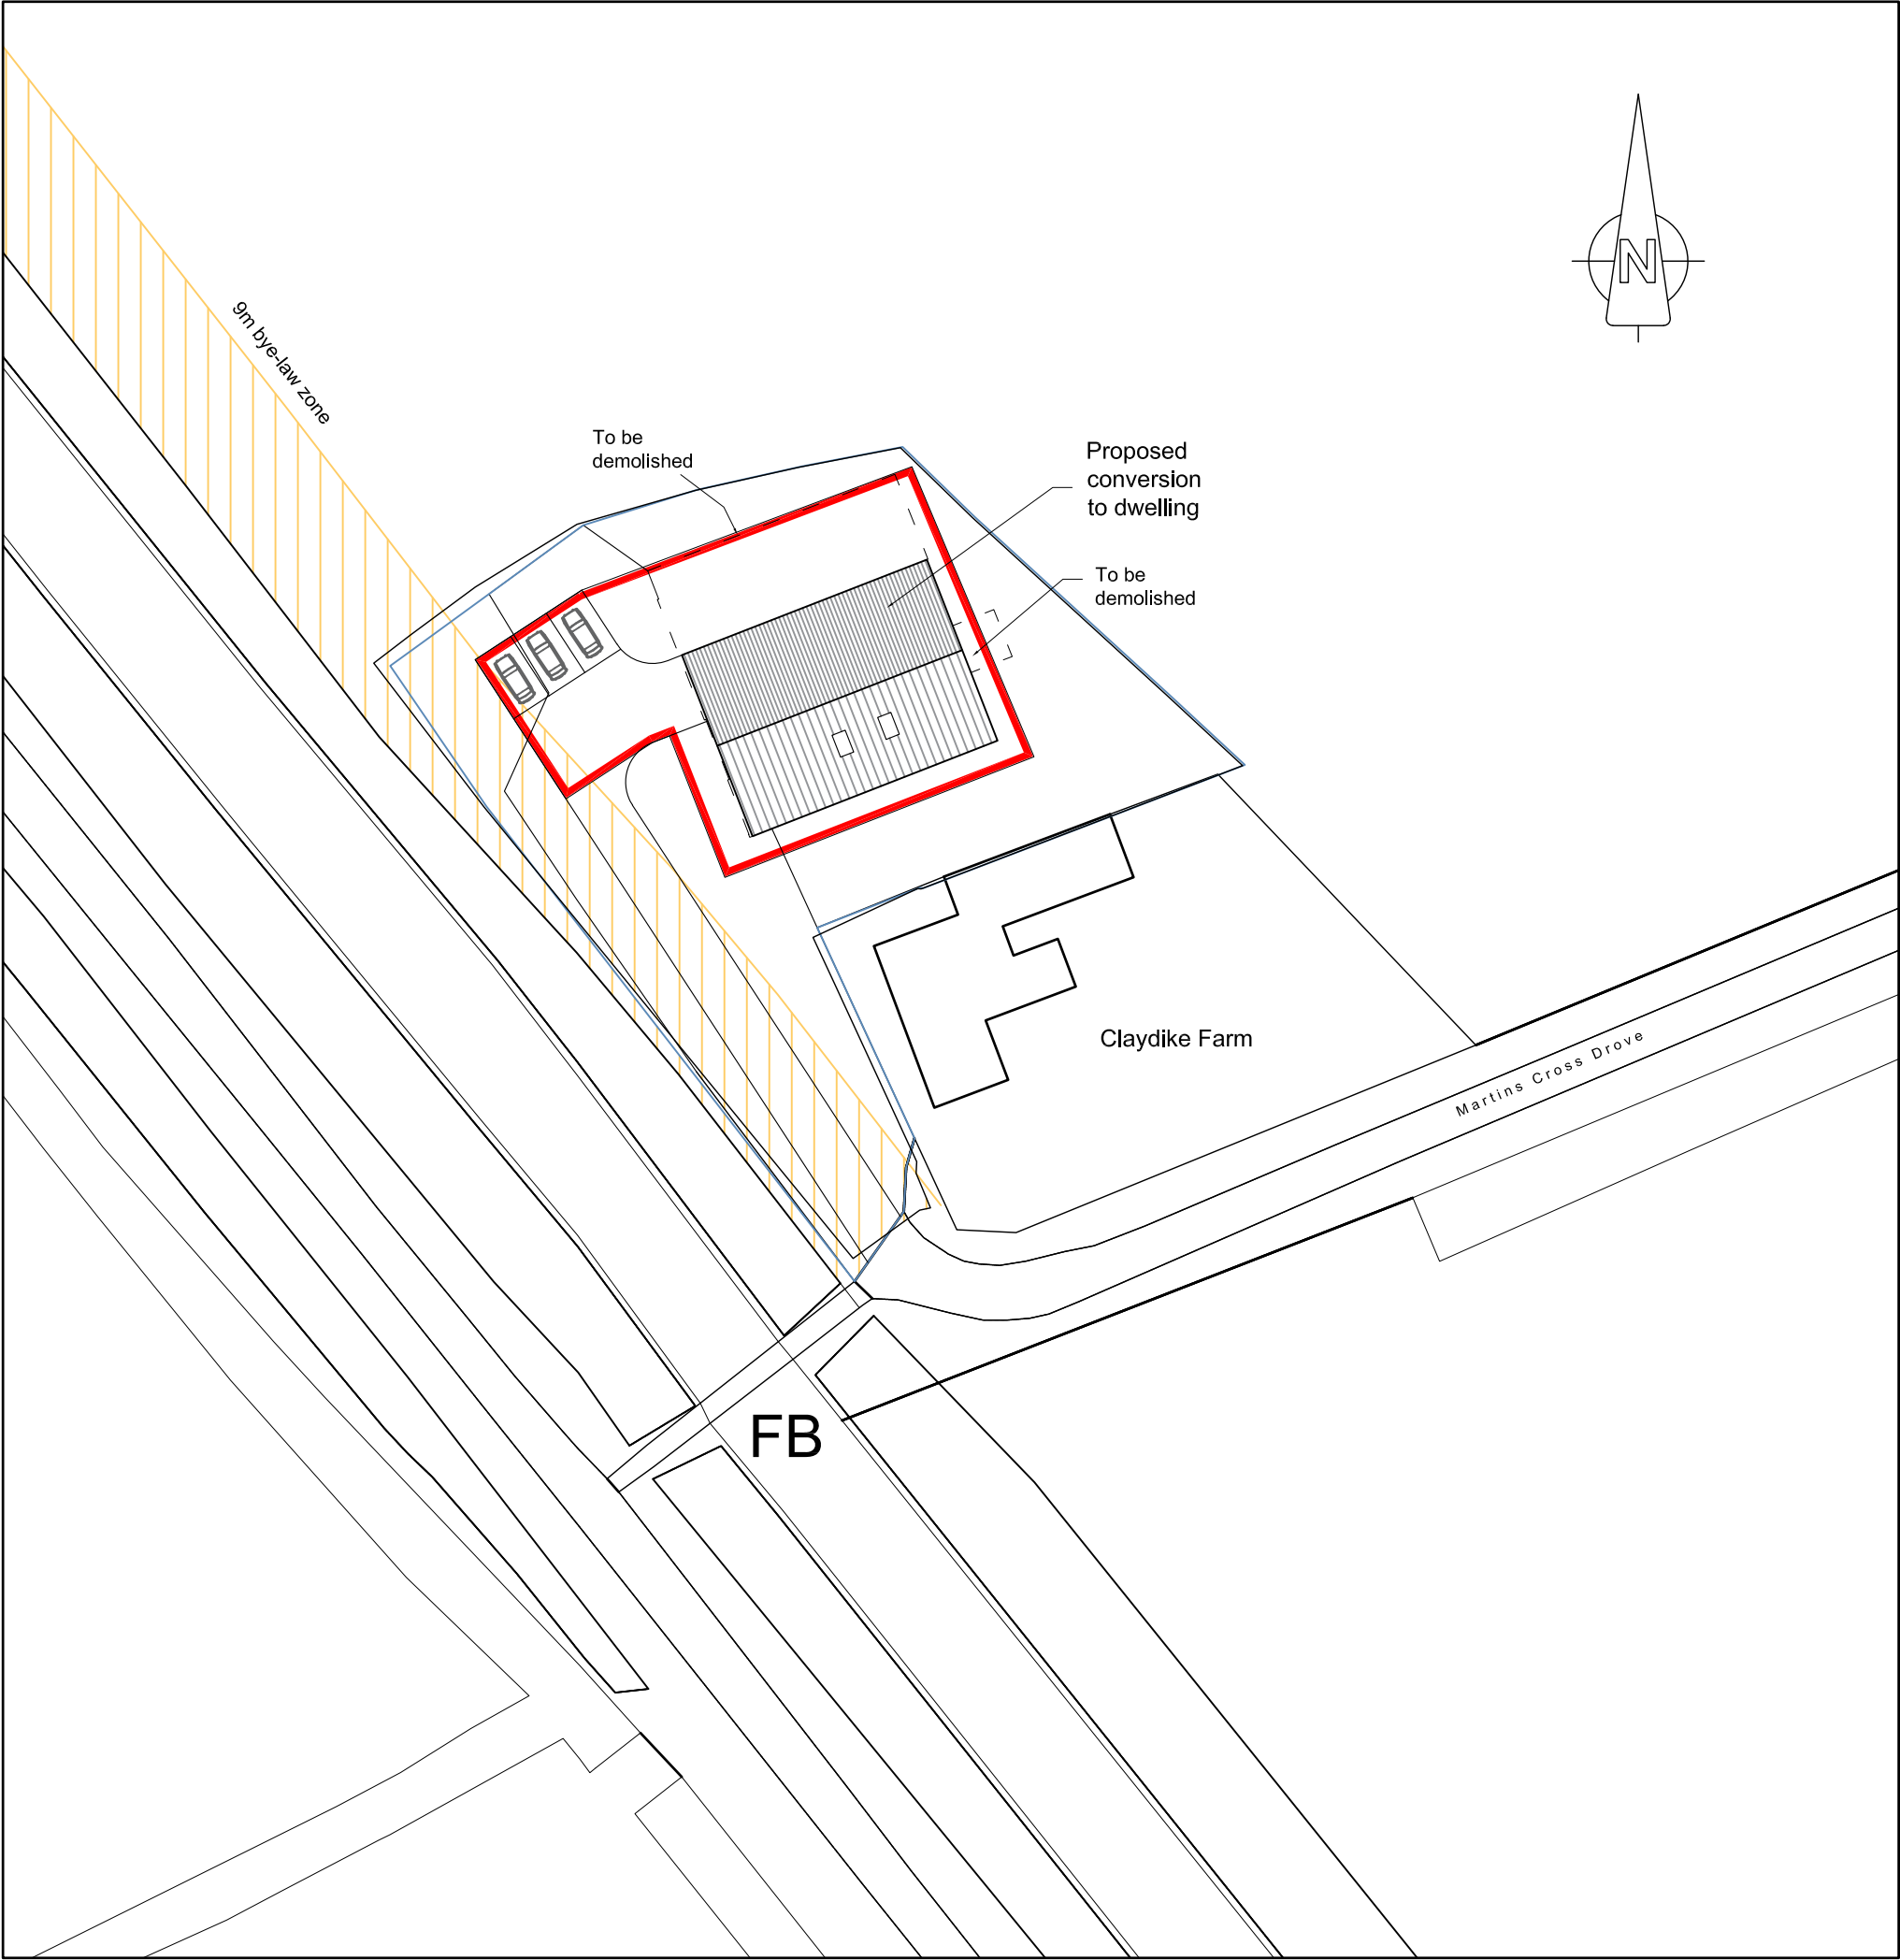 N
9m bye-law zone
To be
demolished
Proposed
conversion
to dwelling
To be
demolished
Claydike Farm
Martins Cross Drove
FB